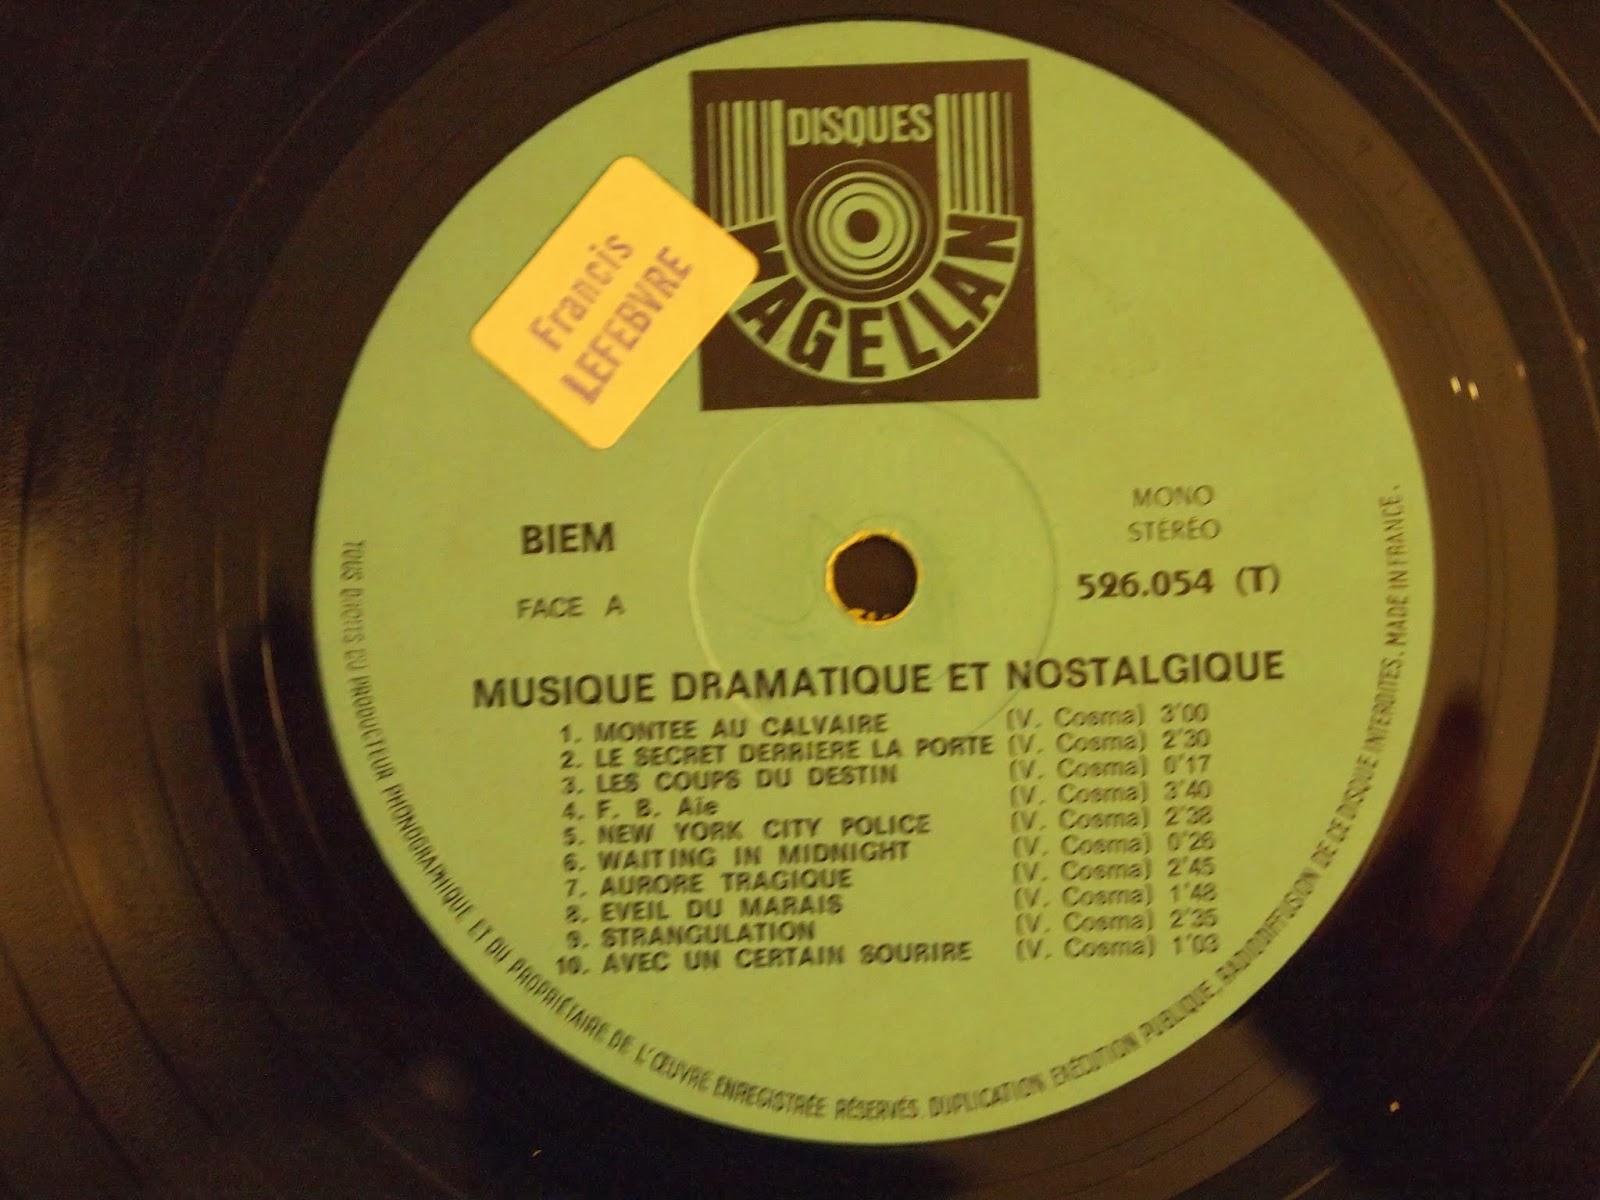 DISQUES
MAGELLAN
Francis
LEFEBVRE
BIEM
FACE A
MONO
STÉRÉO
526.054 (T)
MUSIQUE DRAMATIQUE ET NOSTALGIQUE
1. MONTEE AU CALVAIRE (V. Cosma) 3'00
2. LE SECRET DERRIERE LA PORTE (V. Cosma) 2'30
3. LES COUPS DU DESTIN (V. Cosma) 0'17
4. F. B. Aïe (V. Cosma) 3'40
5. NEW YORK CITY POLICE (V. Cosma) 2'38
6. WAITING IN MIDNIGHT (V. Cosma) 0'26
7. AURORE TRAGIQUE (V. Cosma) 2'45
8. EVEIL DU MARAIS (V. Cosma) 1'48
9. STRANGULATION (V. Cosma) 2'35
10. AVEC UN CERTAIN SOURIRE (V. Cosma) 1'03
TOUS DROITS DU PRODUCTEUR PHONOGRAPHIQUE ET DU PROPRIÉTAIRE DE L'ŒUVRE ENREGISTRÉE RÉSERVÉS. DUPLICATION EXÉCUTION PUBLIQUE, RADIODIFFUSION DE CE DISQUE INTERDITES. MADE IN FRANCE.